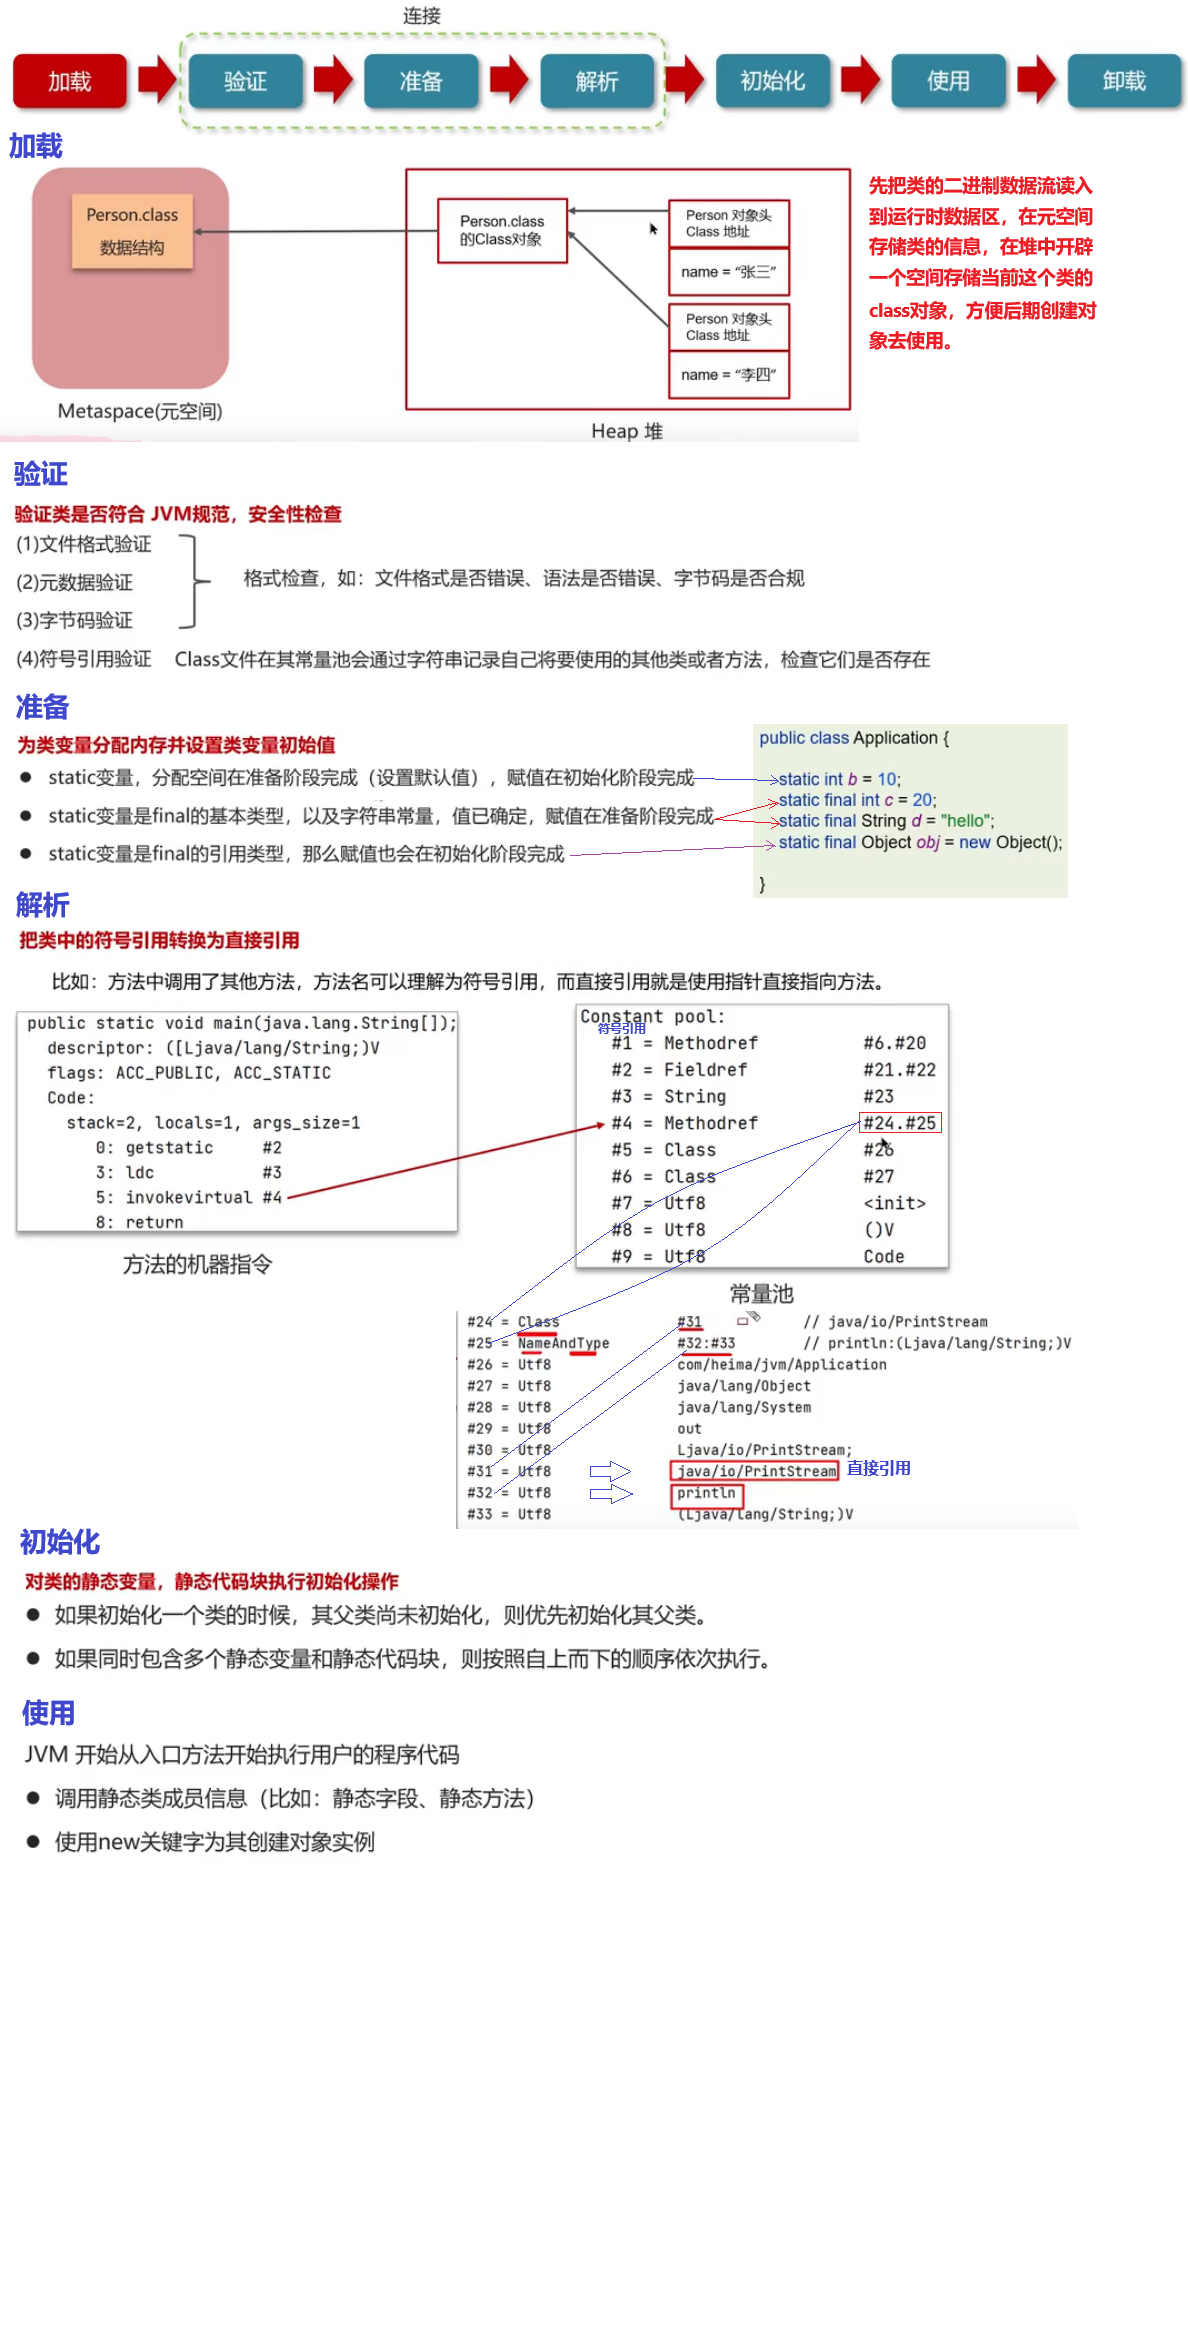 连接
加载 验证 准备 解析 初始化 使用 卸载
加载
Person.class
数据结构
Metaspace(元空间)
Person.class
的Class对象
Person 对象头
Class 地址
name = “张三”
Person 对象头
Class 地址
name = “李四”
Heap 堆
先把类的二进制数据流读入
到运行时数据区，在元空间
存储类的信息，在堆中开辟
一个空间存储当前这个类的
class对象，方便后期创建对
象去使用。
验证
验证类是否符合 JVM规范，安全性检查
(1)文件格式验证
(2)元数据验证
(3)字节码验证
格式检查，如：文件格式是否错误、语法是否错误、字节码是否合规
(4)符号引用验证 Class文件在其常量池会通过字符串记录自己将要使用的其他类或者方法，检查它们是否存在
准备
为类变量分配内存并设置类变量初始值
● static变量，分配空间在准备阶段完成（设置默认值），赋值在初始化阶段完成
● static变量是final的基本类型，以及字符串常量，值已确定，赋值在准备阶段完成
● static变量是final的引用类型，那么赋值也会在初始化阶段完成
public class Application {
static int b = 10;
static final int c = 20;
static final String d = "hello";
static final Object obj = new Object();
}
解析
把类中的符号引用转换为直接引用
比如：方法中调用了其他方法，方法名可以理解为符号引用，而直接引用就是使用指针直接指向方法。
public static void main(java.lang.String[]);
descriptor: ([Ljava/lang/String;)V
flags: ACC_PUBLIC, ACC_STATIC
Code:
stack=2, locals=1, args_size=1
0: getstatic #2
3: ldc #3
5: invokevirtual #4
8: return
方法的机器指令
Constant pool:
符号引用
#1 = Methodref #6.#20
#2 = Fieldref #21.#22
#3 = String #23
#4 = Methodref #24.#25
#5 = Class #26
#6 = Class #27
#7 = Utf8 <init>
#8 = Utf8 ()V
#9 = Utf8 Code
常量池
#24 = Class #31 // java/io/PrintStream
#25 = NameAndType #32:#33 // println:(Ljava/lang/String;)V
#26 = Utf8 com/heima/jvm/Application
#27 = Utf8 java/lang/Object
#28 = Utf8 java/lang/System
#29 = Utf8 out
#30 = Utf8 Ljava/io/PrintStream;
#31 = Utf8 java/io/PrintStream 直接引用
#32 = Utf8 println
#33 = Utf8 (Ljava/lang/String;)V
初始化
对类的静态变量，静态代码块执行初始化操作
● 如果初始化一个类的时候，其父类尚未初始化，则优先初始化其父类。
● 如果同时包含多个静态变量和静态代码块，则按照自上而下的顺序依次执行。
使用
JVM 开始从入口方法开始执行用户的程序代码
● 调用静态类成员信息（比如：静态字段、静态方法）
● 使用new关键字为其创建对象实例